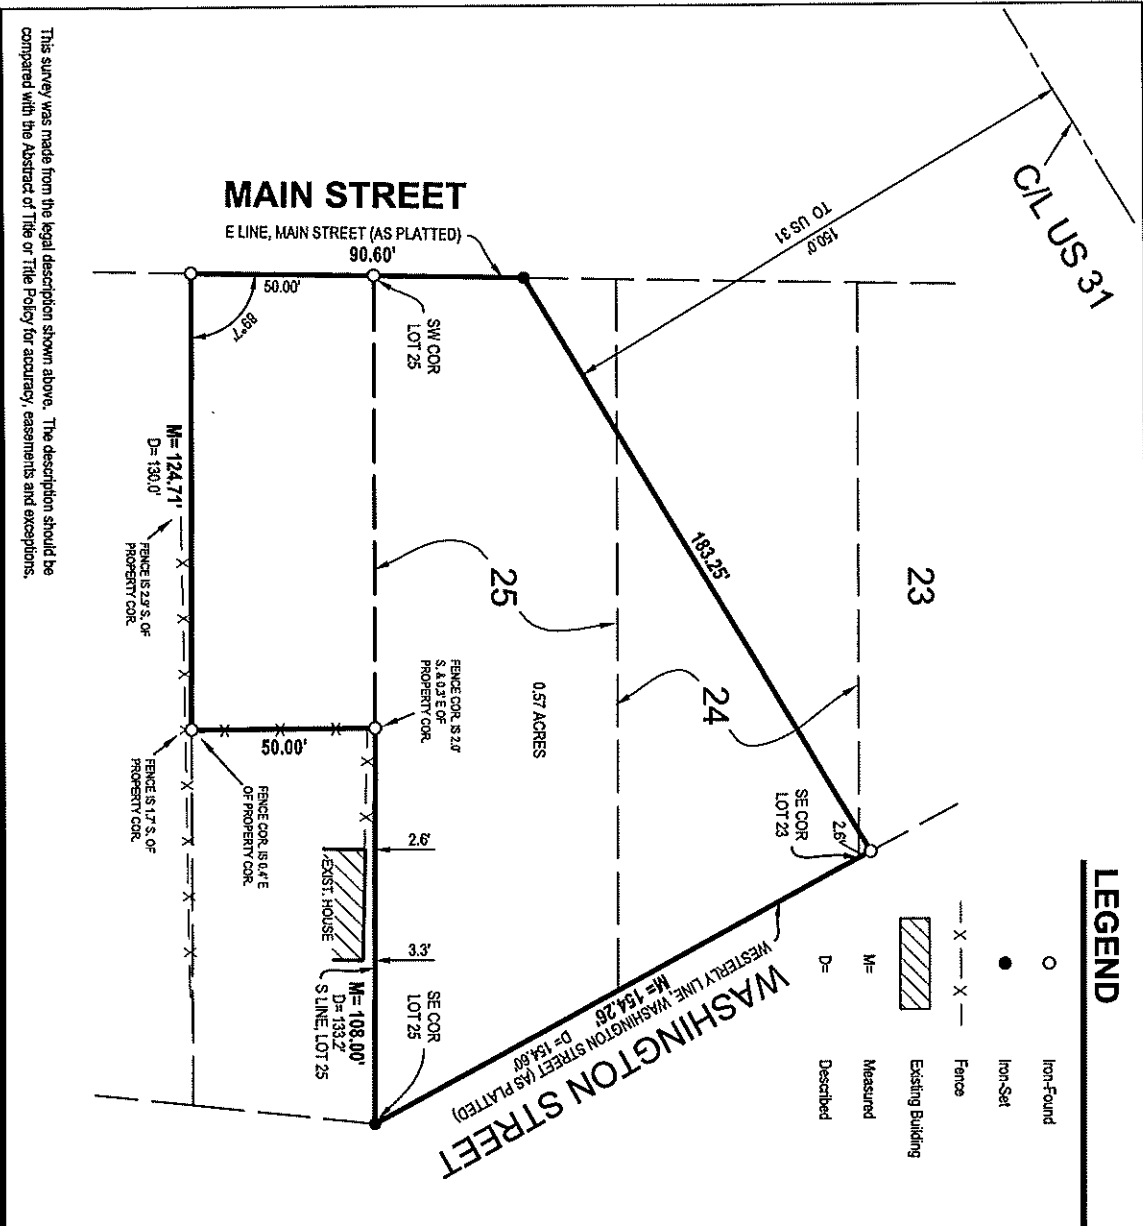 C/L US 31
150.0'
TO US 31
MAIN STREET
E LINE, MAIN STREET (AS PLATTED)
90.60'
50.00'
89°7'
SW COR
LOT 25
23
183.25'
25
24
0.57 ACRES
M= 124.71'
D= 130.0'
FENCE IS 2.9' S. OF
PROPERTY COR.
FENCE COR. IS 2.0'
S. & 0.3' E OF
PROPERTY COR.
50.00'
FENCE IS 1.7' S. OF
PROPERTY COR.
FENCE COR. IS 0.4' E
OF PROPERTY COR.
SE COR
LOT 23
2.6'
2.6'
EXIST. HOUSE
3.3'
M= 108.00'
D= 133.2'
S LINE, LOT 25
SE COR
LOT 25
M= 154.26'
D= 154.60'
WESTERLY LINE, WASHINGTON STREET (AS PLATTED)
WASHINGTON STREET
LEGEND
Iron-Found
Iron-Set
X X Fence
Existing Building
M= Measured
D= Described
This survey was made from the legal description shown above. The description should be
compared with the Abstract of Title or Title Policy for accuracy, easements and exceptions.